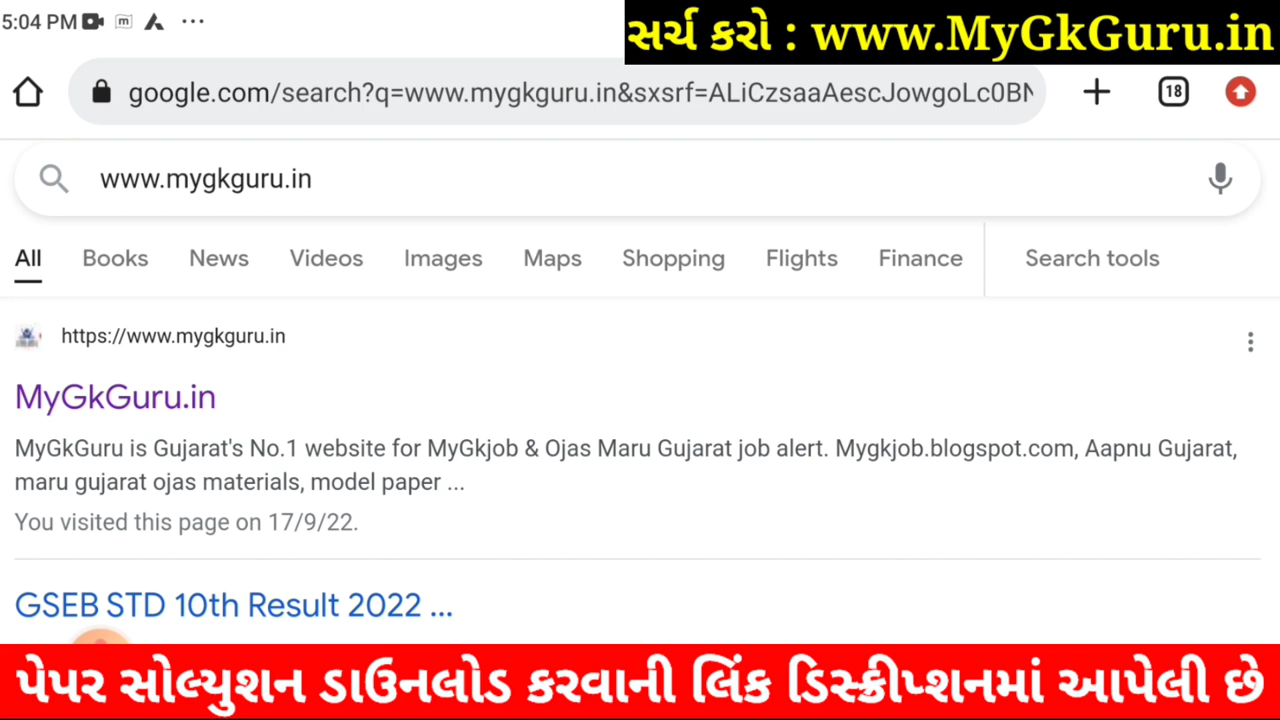 5:04 PM
સર્ચ કરો : www.MyGkGuru.in
google.com/search?q=www.mygkguru.in&sxsrf=ALiCzsaaAescJowgoLc0BN
18
www.mygkguru.in
All Books News Videos Images Maps Shopping Flights Finance Search tools
https://www.mygkguru.in
MyGkGuru.in
MyGkGuru is Gujarat's No.1 website for MyGkjob & Ojas Maru Gujarat job alert. Mygkjob.blogspot.com, Aapnu Gujarat,
maru gujarat ojas materials, model paper ...
You visited this page on 17/9/22.
GSEB STD 10th Result 2022 ...
પેપર સોલ્યુશન ડાઉનલોડ કરવાની લિંક ડિસ્ક્રીપ્શનમાં આપેલી છે